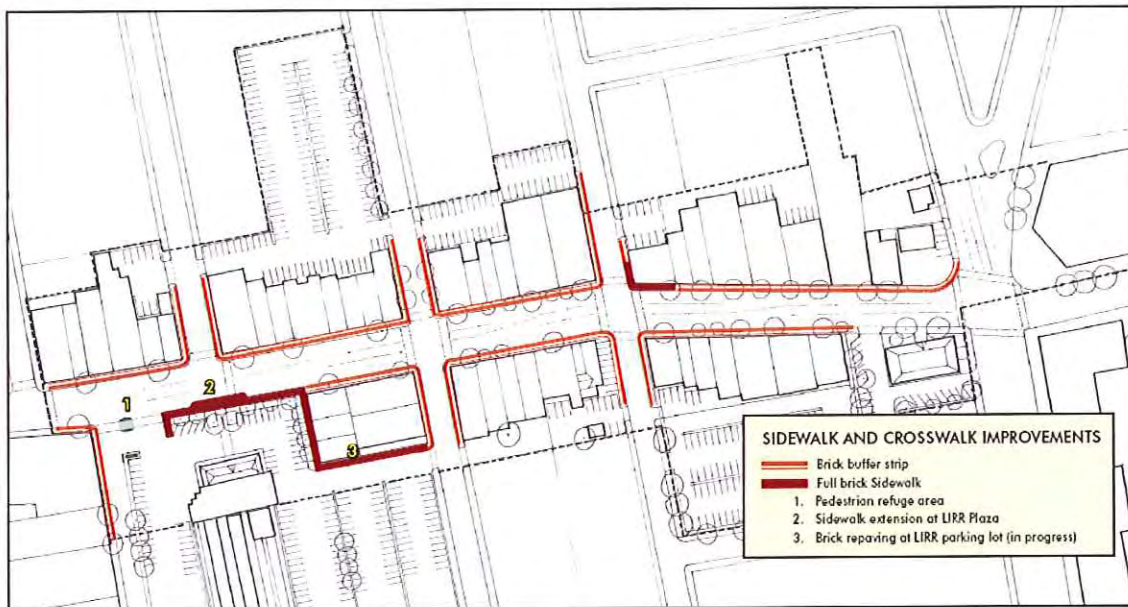 1
2
3
SIDEWALK AND CROSSWALK IMPROVEMENTS
Brick buffer strip
Full brick Sidewalk
1. Pedestrian refuge area
2. Sidewalk extension at LIRR Plaza
3. Brick repaving at LIRR parking lot (in progress)